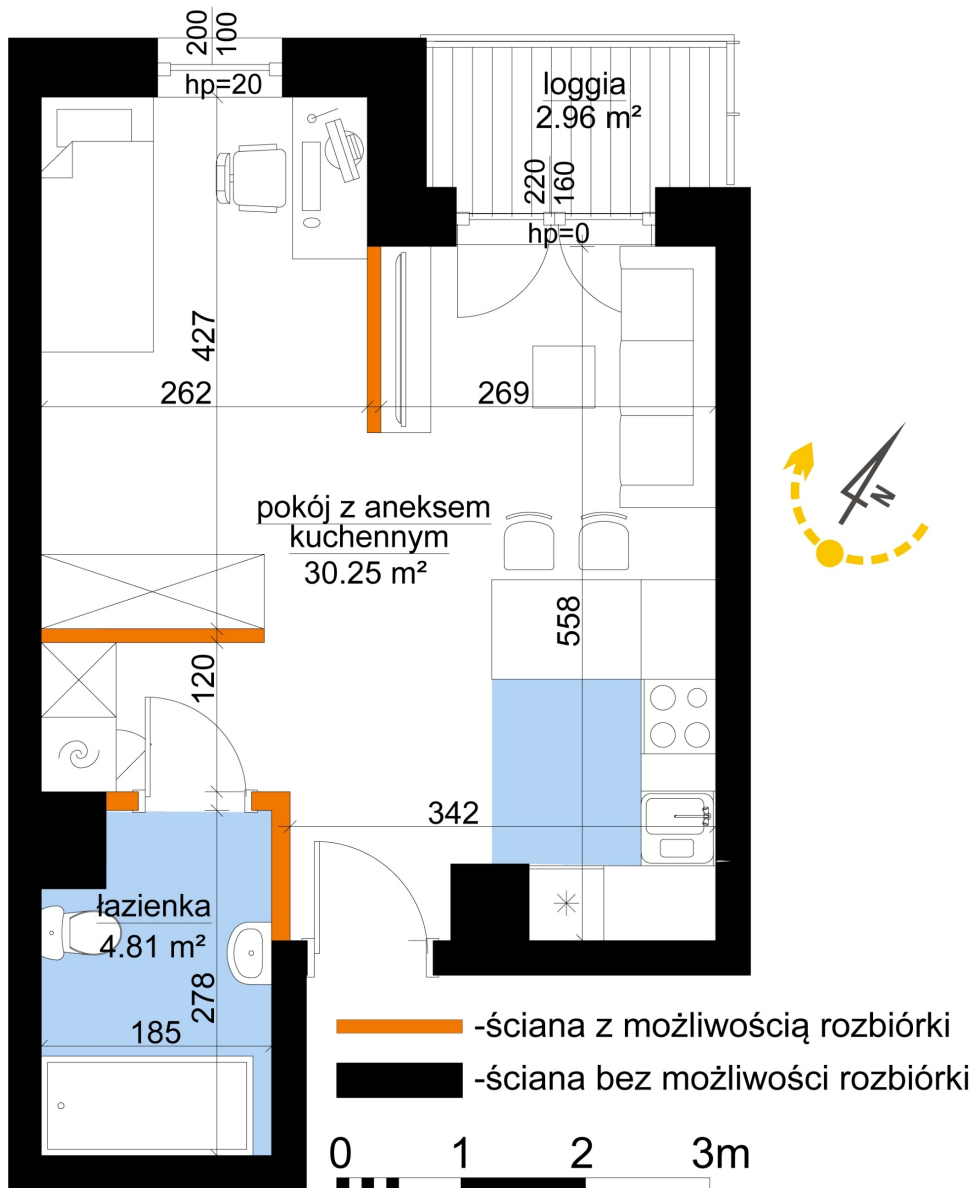 200
100
hp=20
loggia
2.96 m²
220
160
hp=0
427
262
269
pokój z aneksem
kuchennym
30.25 m²
N
558
120
342
łazienka
4.81 m²
278
185
-ściana z możliwością rozbiórki
-ściana bez możliwości rozbiórki
0 1 2 3m